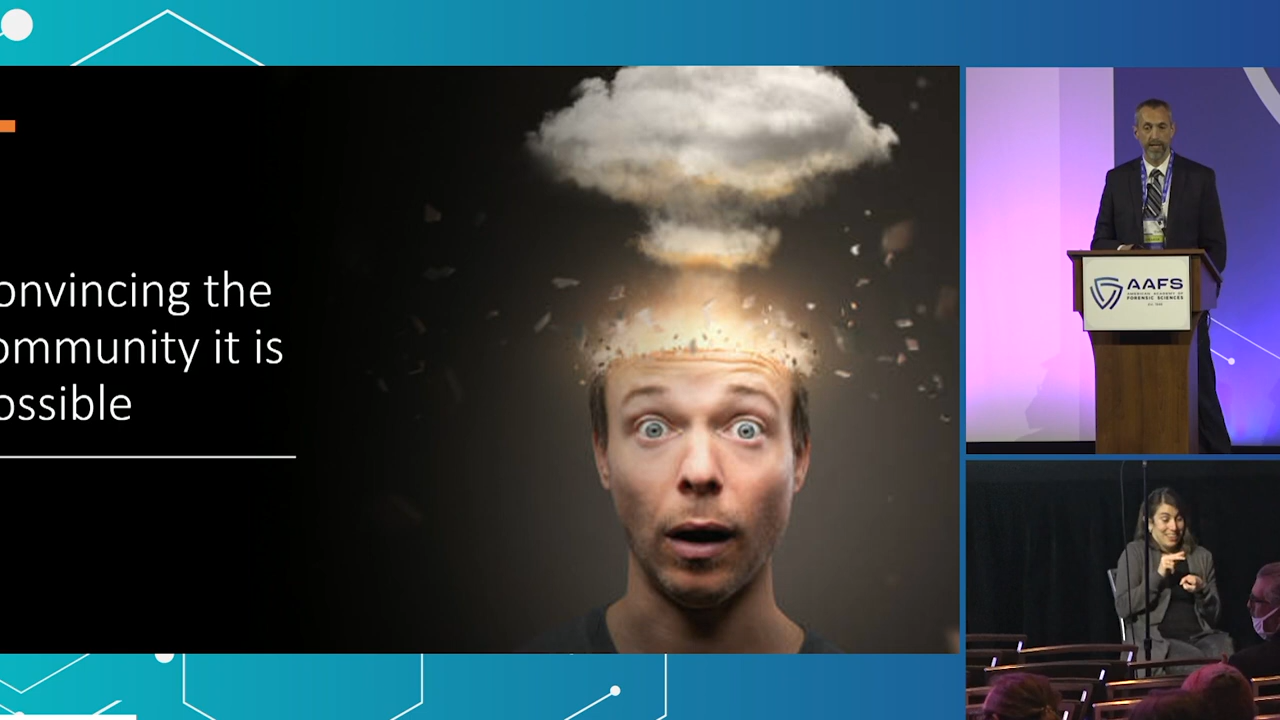 onvincing the
ommunity it is
ossible
AAFS
AMERICAN ACADEMY OF
FORENSIC SCIENCES